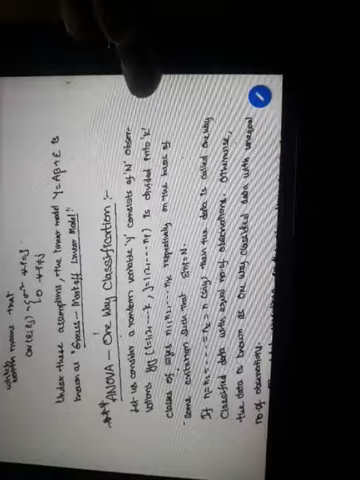 which means that
cov(εi εj) = { σ² ∀ i=j
{ 0 ∀ i≠j
Under these assumptions, the linear model Y = Aβ + ε is
known as "Gauss - Markoff Linear Model".
*** ANOVA - One Way Classification :-
Let us consider a random variable 'y' consists of 'N' obser-
vations yij (i=1,2,...k, j=1,2,...ni) is divided into 'k'
classes of sizes n1, n2,... nk respectively on the basis of
-some criterion such that Σni = N.
If n1 = n2 = .... = nk = n (say) then the data is called one way
classified data with equal no of observations. Otherwise,
the data is known as one way classified data with unequal
no of observations.